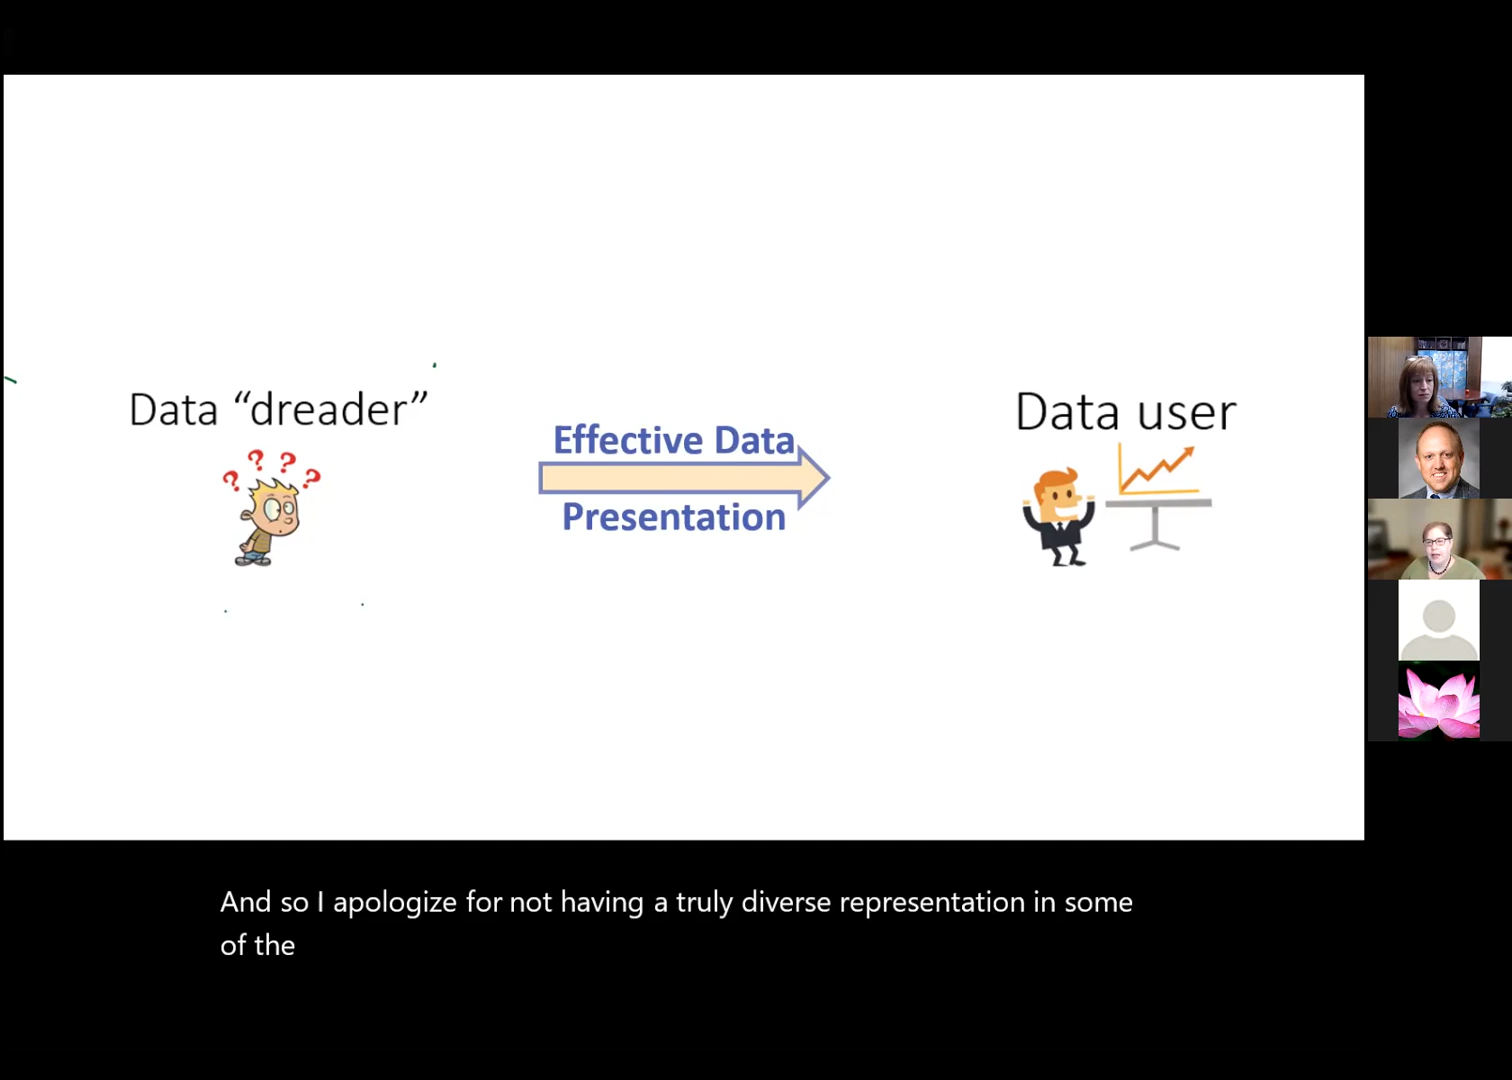 Data “dreader”
? ? ? ?
Effective Data
Presentation
Data user
And so I apologize for not having a truly diverse representation in some
of the